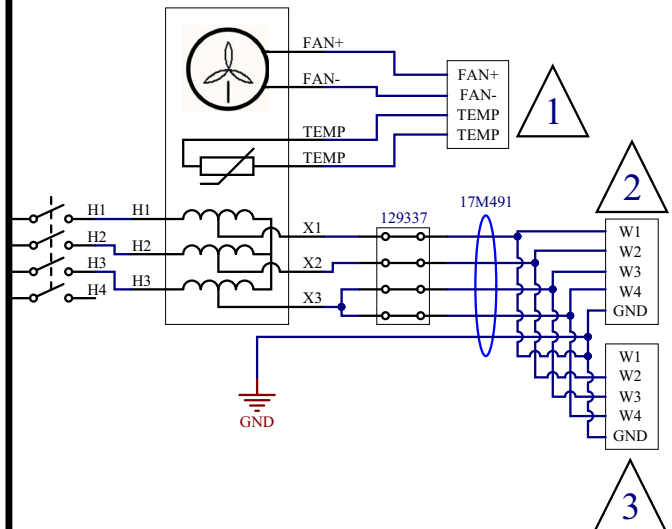 FAN+
FAN-
TEMP
TEMP
FAN+
FAN-
TEMP
TEMP
1
H1 H1
H2 H2
H3 H3
H4
X1
X2
X3
129337
17M491
2
W1
W2
W3
W4
GND
W1
W2
W3
W4
GND
GND
3